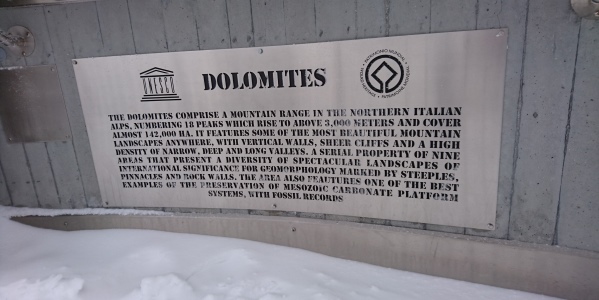 UNESCO
DOLOMITES
THE DOLOMITES COMPRISE A MOUNTAIN RANGE IN THE NORTHERN ITALIAN
ALPS, NUMBERING 18 PEAKS WHICH RISE TO ABOVE 3,000 METERS AND COVER
ALMOST 142,000 HA. IT FEATURES SOME OF THE MOST BEAUTIFUL MOUNTAIN
LANDSCAPES ANYWHERE, WITH VERTICAL WALLS, SHEER CLIFFS AND A HIGH
DENSITY OF NARROW, DEEP AND LONG VALLEYS. A SERIAL PROPERTY OF NINE
AREAS THAT PRESENT A DIVERSITY OF SPECTACULAR LANDSCAPES OF
INTERNATIONAL SIGNIFICANCE FOR GEOMORPHOLOGY MARKED BY STEEPLES,
PINNACLES AND ROCK WALLS. THE AREA ALSO FEAUTURES ONE OF THE BEST
EXAMPLES OF THE PRESERVATION OF MESOZOIC CARBONATE PLATFORM
SYSTEMS, WITH FOSSIL RECORDS